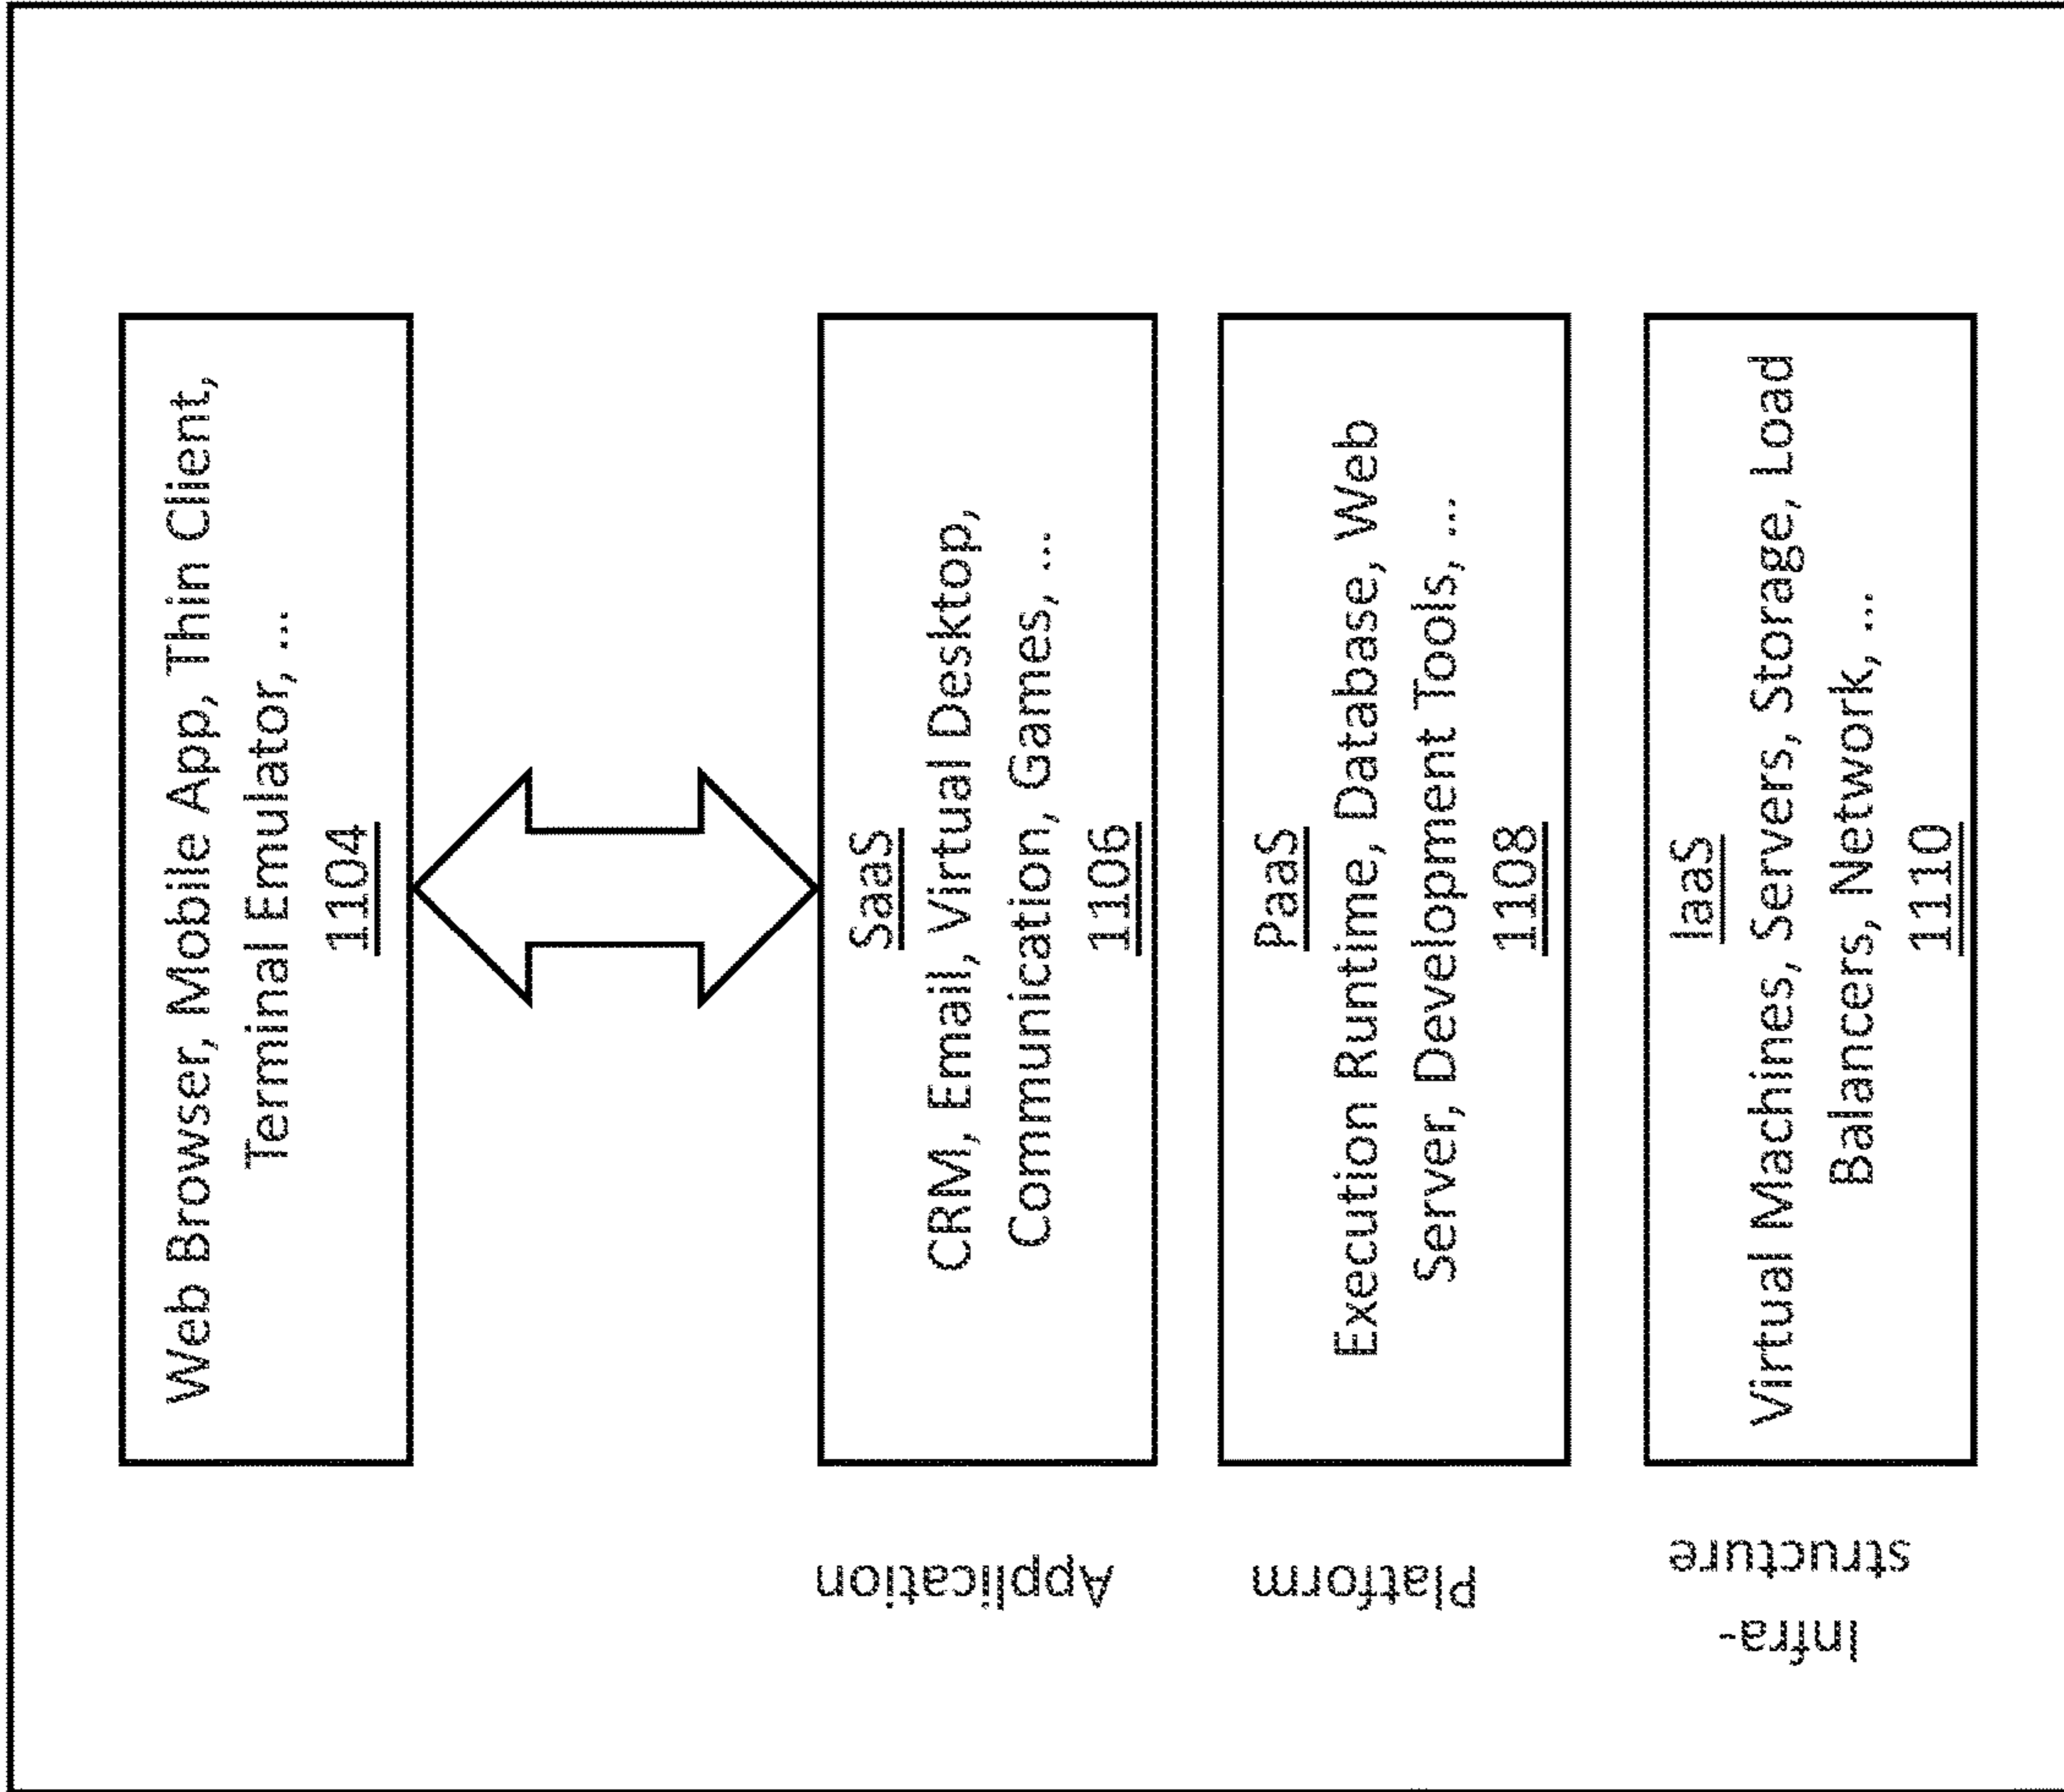 Web Browser, Mobile App, Thin Client,
Terminal Emulator, ...
1104
Application
SaaS
CRM, Email, Virtual Desktop,
Communication, Games, ...
1106
Platform
PaaS
Execution Runtime, Database, Web
Server, Development Tools, ...
1108
Infra-
structure
IaaS
Virtual Machines, Servers, Storage, Load
Balancers, Network, ...
1110